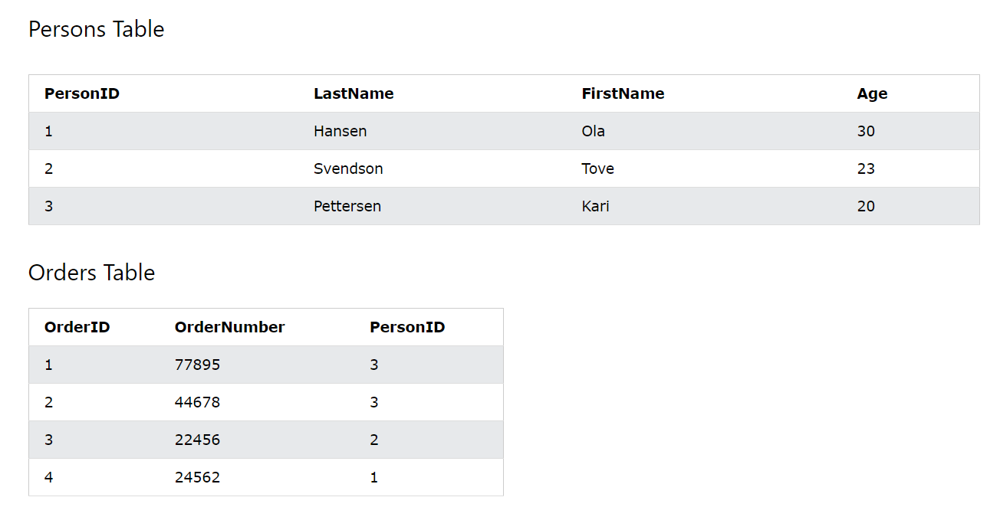 Persons Table
PersonID LastName FirstName Age
1 Hansen Ola 30
2 Svendson Tove 23
3 Pettersen Kari 20
Orders Table
OrderID OrderNumber PersonID
1 77895 3
2 44678 3
3 22456 2
4 24562 1